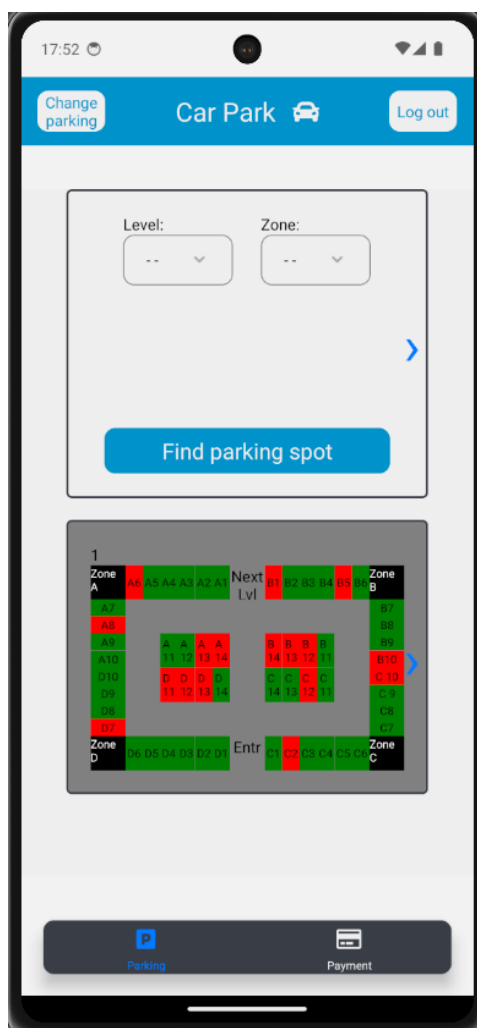 17:52
Change
parking
Car Park
Log out
Level:
Zone:
--
--
Find parking spot
1
Zone
A
A6 A5 A4 A3 A2 A1
Next
Lvl
B1 B2 B3 B4 B5 B6
Zone
B
A7
B7
A8
B8
A9
B9
A10
B10
D10
C 10
D9
C 9
D8
C8
D7
C7
A A A A
11 12 13 14
B B B B
14 13 12 11
D D D D
11 12 13 14
C C C C
14 13 12 11
Zone
D
D6 D5 D4 D3 D2 D1
Entr
C1 C2 C3 C4 C5 C6
Zone
C
P
Parking
Payment